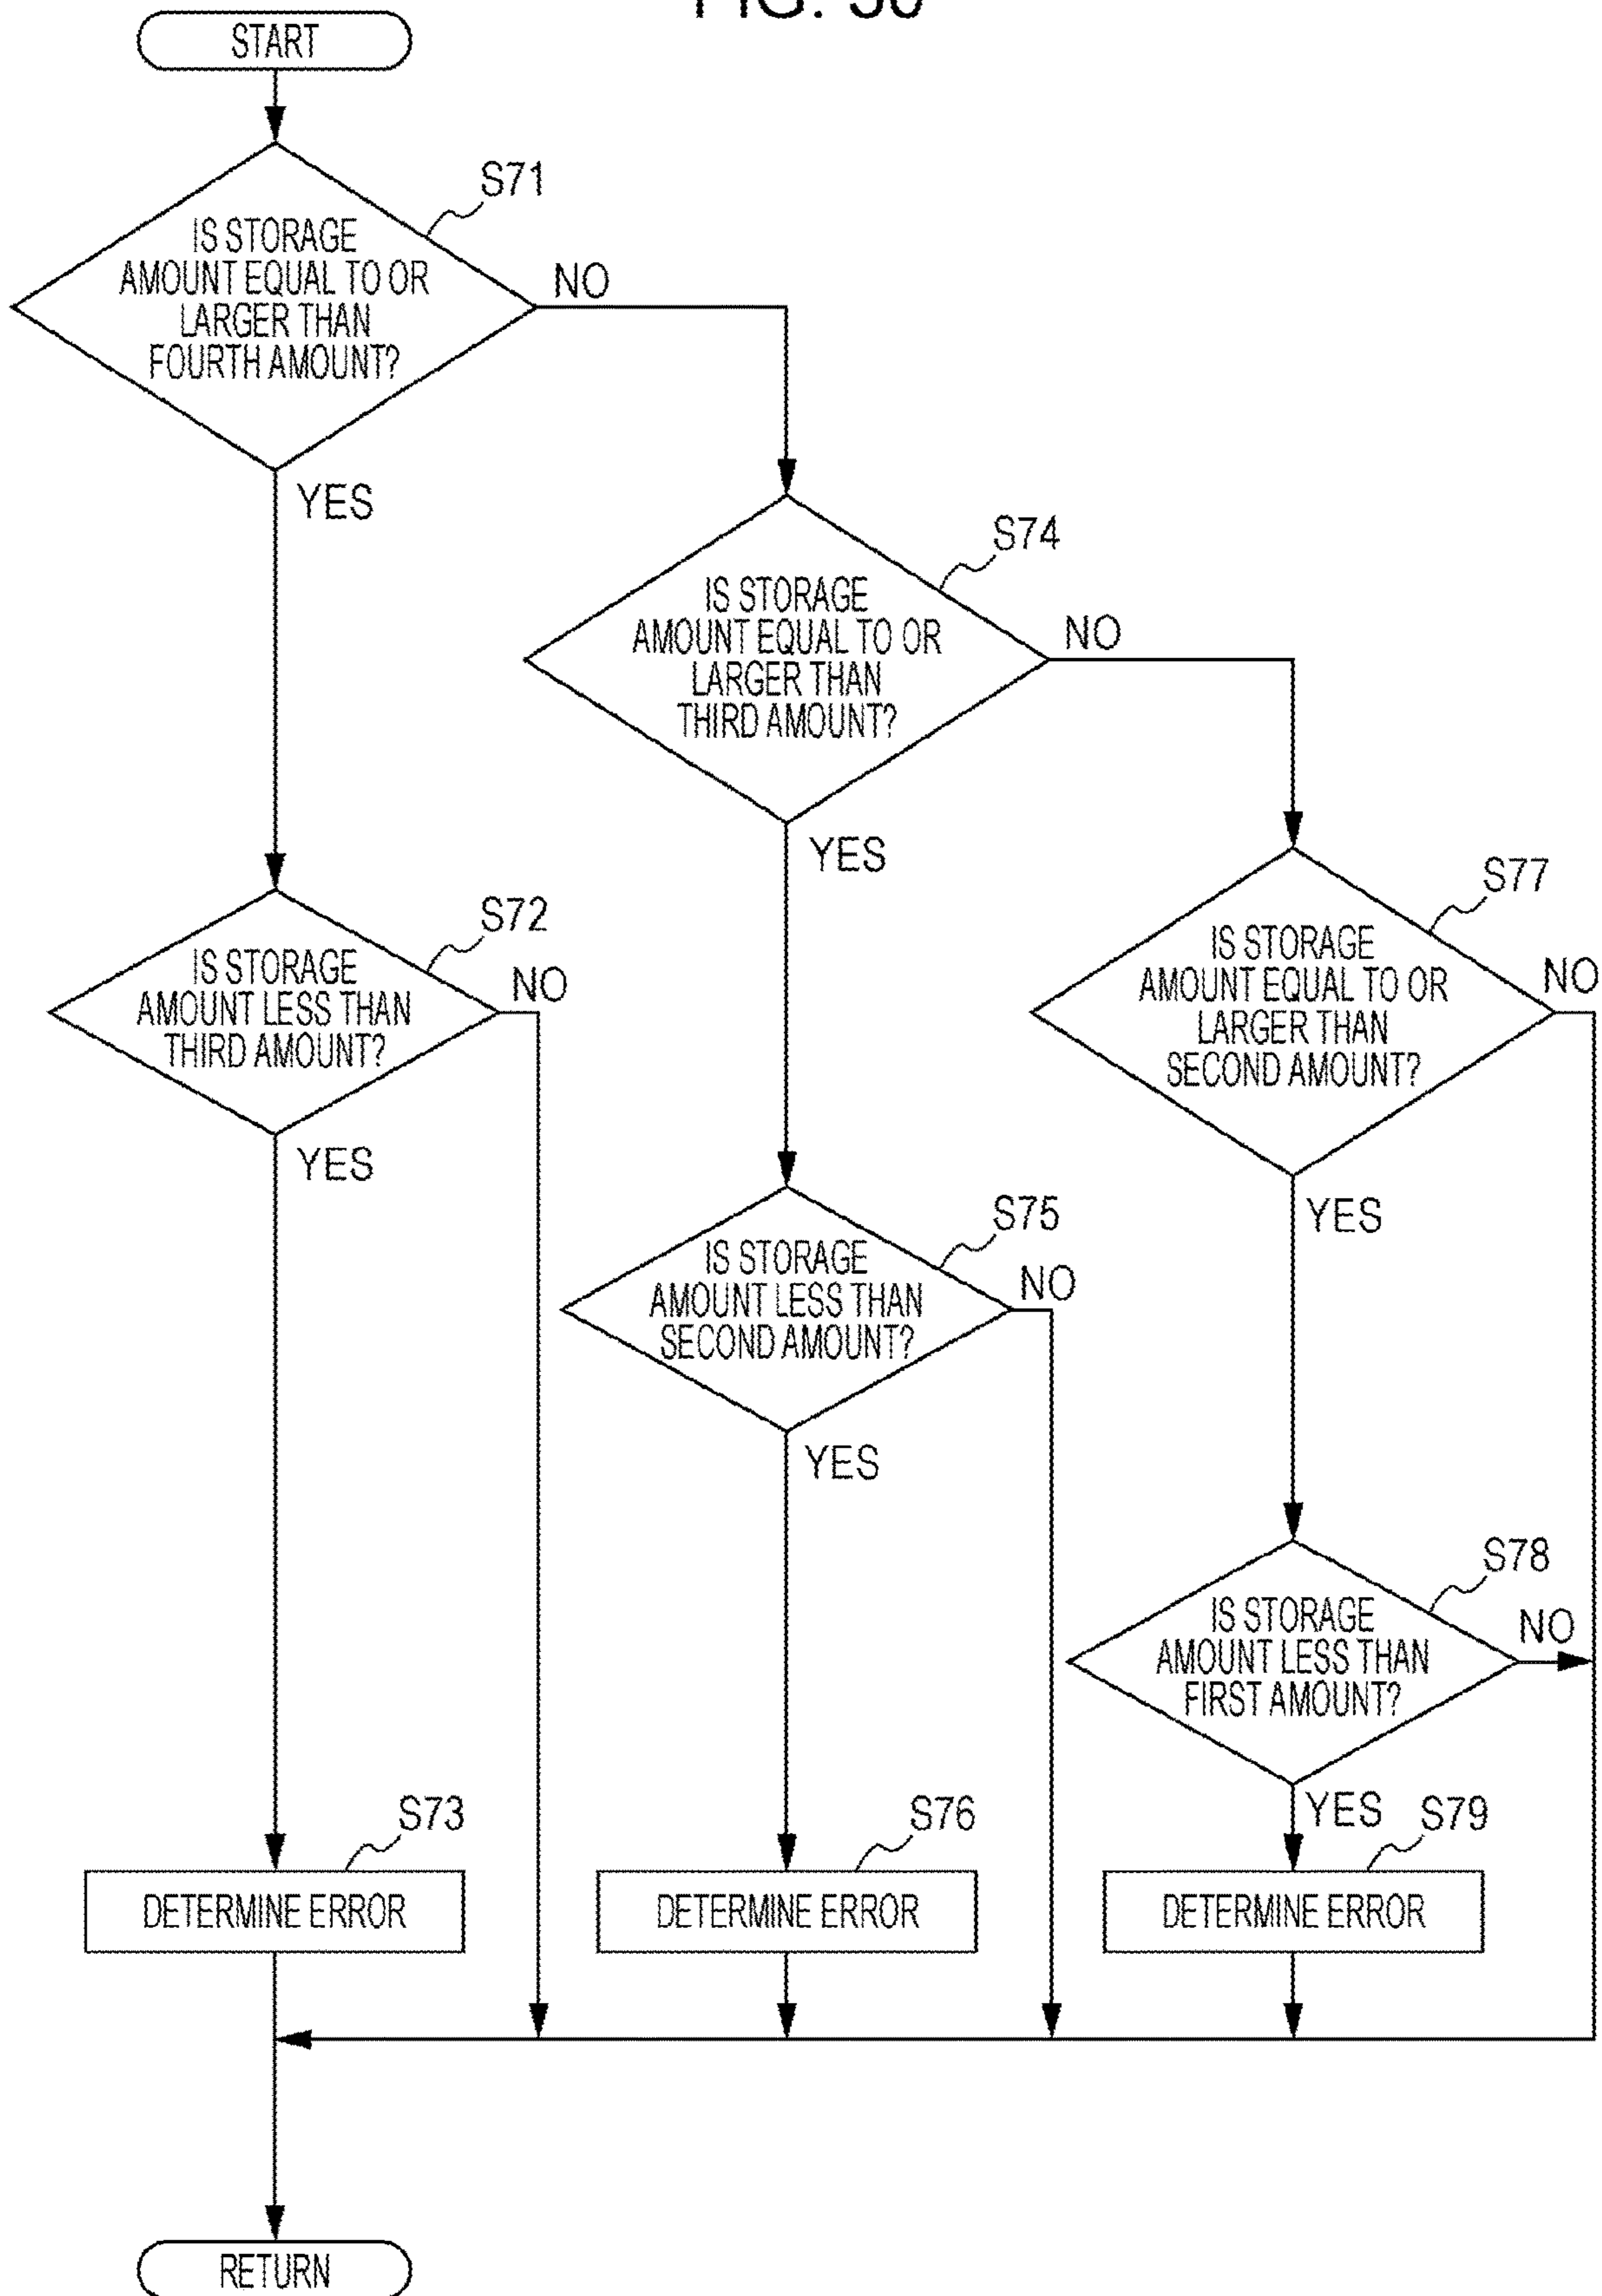 START
S71
IS STORAGE
AMOUNT EQUAL TO OR
LARGER THAN
FOURTH AMOUNT?
NO
YES
S74
IS STORAGE
AMOUNT EQUAL TO OR
LARGER THAN
THIRD AMOUNT?
NO
YES
S77
IS STORAGE
AMOUNT EQUAL TO OR
LARGER THAN
SECOND AMOUNT?
NO
YES
S72
IS STORAGE
AMOUNT LESS THAN
THIRD AMOUNT?
NO
YES
S75
IS STORAGE
AMOUNT LESS THAN
SECOND AMOUNT?
NO
YES
S78
IS STORAGE
AMOUNT LESS THAN
FIRST AMOUNT?
NO
YES
S73
DETERMINE ERROR
S76
DETERMINE ERROR
S79
DETERMINE ERROR
RETURN